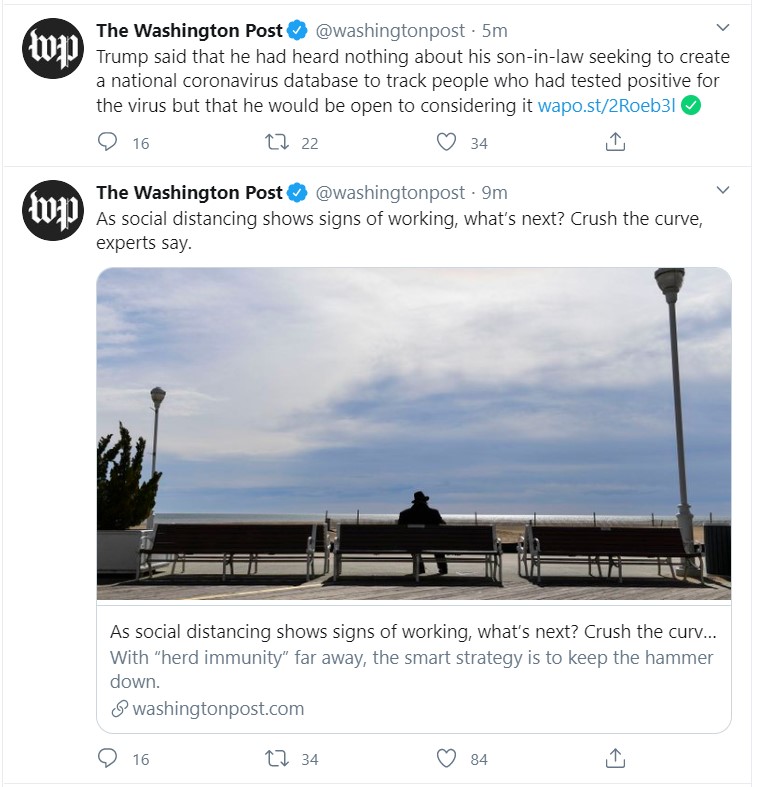 wp
The Washington Post @washingtonpost · 5m
Trump said that he had heard nothing about his son-in-law seeking to create
a national coronavirus database to track people who had tested positive for
the virus but that he would be open to considering it wapo.st/2Roeb3l
16 22 34
wp
The Washington Post @washingtonpost · 9m
As social distancing shows signs of working, what's next? Crush the curve,
experts say.
As social distancing shows signs of working, what's next? Crush the curv...
With “herd immunity” far away, the smart strategy is to keep the hammer
down.
washingtonpost.com
16 34 84